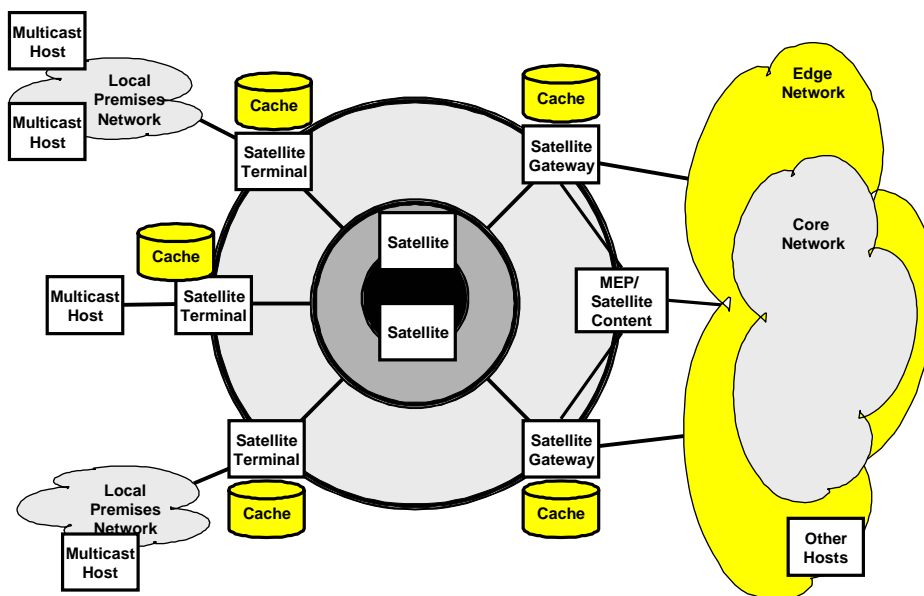 Multicast
Host
Local
Premises
Network
Multicast
Host
Cache
Satellite
Terminal
Cache
Satellite
Gateway
Edge
Network
Core
Network
Satellite
Cache
Multicast
Host
Satellite
Terminal
MEP/
Satellite
Content
Satellite
Satellite
Terminal
Cache
Satellite
Gateway
Cache
Local
Premises
Network
Multicast
Host
Other
Hosts